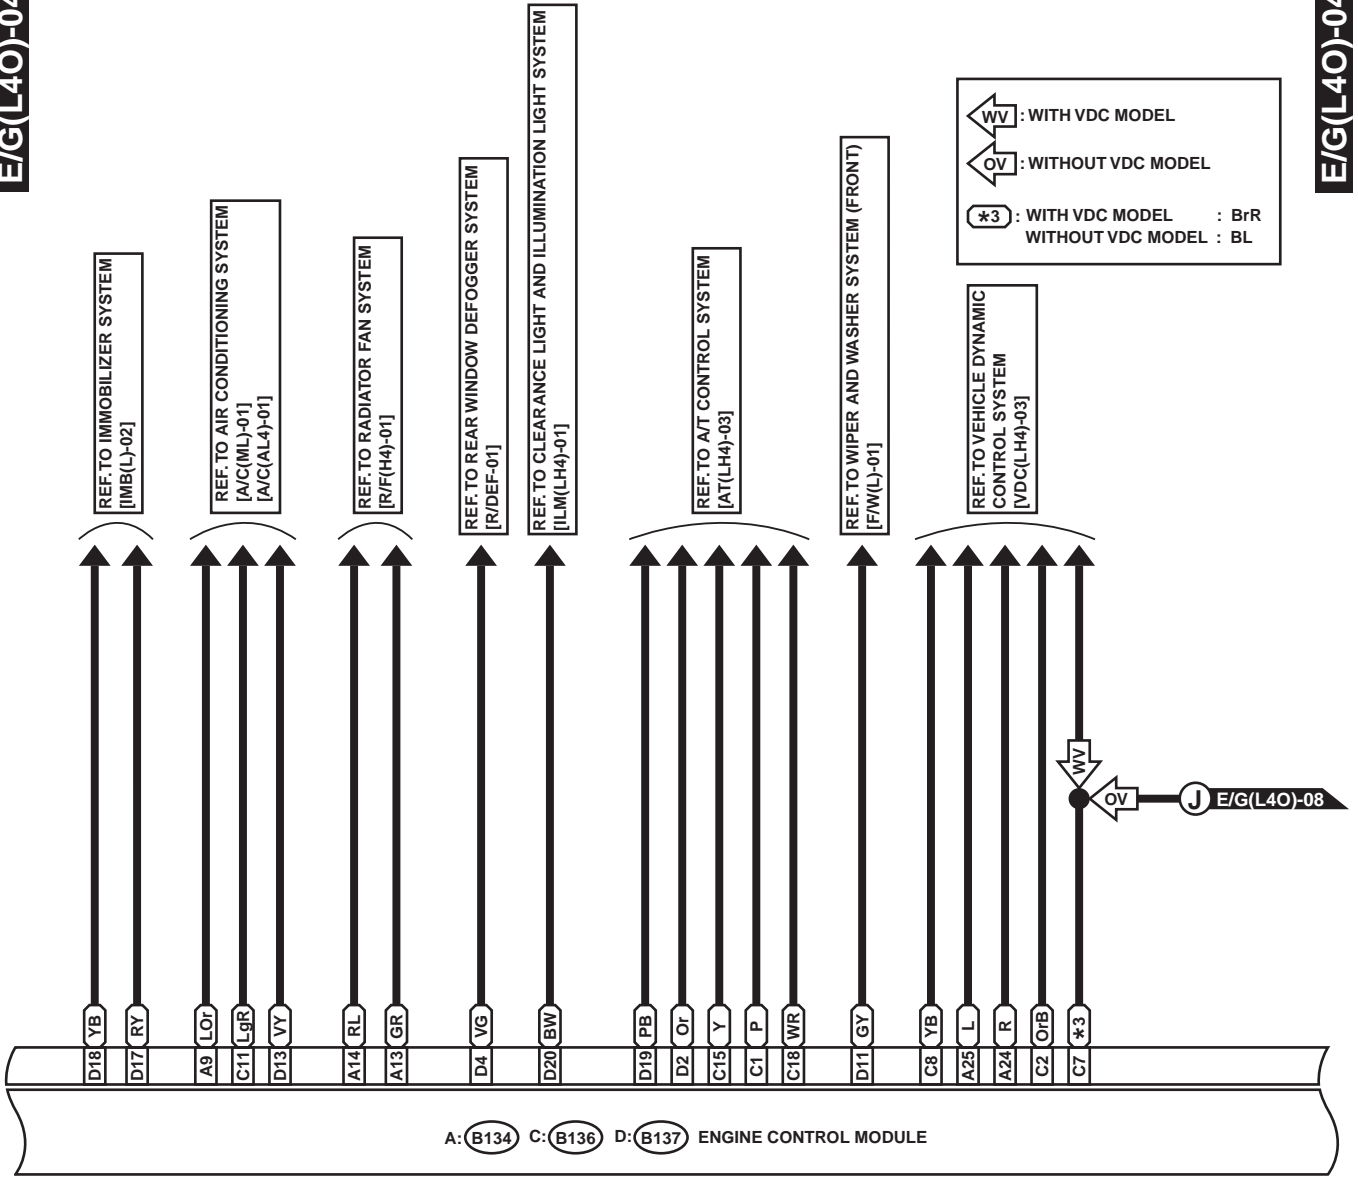 E/G(L4O)-04
E/G(L4O)-04
WV : WITH VDC MODEL
OV : WITHOUT VDC MODEL
*3 : WITH VDC MODEL : BrR
WITHOUT VDC MODEL : BL
REF. TO IMMOBILIZER SYSTEM
[IMB(L)-02]
REF. TO AIR CONDITIONING SYSTEM
[A/C(ML)-01]
[A/C(AL4)-01]
REF. TO RADIATOR FAN SYSTEM
[R/F(H4)-01]
REF. TO REAR WINDOW DEFOGGER SYSTEM
[R/DEF-01]
REF. TO CLEARANCE LIGHT AND ILLUMINATION LIGHT SYSTEM
[ILM(LH4)-01]
REF. TO A/T CONTROL SYSTEM
[AT(LH4)-03]
REF. TO WIPER AND WASHER SYSTEM (FRONT)
[F/W(L)-01]
REF. TO VEHICLE DYNAMIC
CONTROL SYSTEM
[VDC(LH4)-03]
WV
OV J E/G(L4O)-08
D18 YB
D17 RY
A9 LOr
C11 LgR
D13 VY
A14 RL
A13 GR
D4 VG
D20 BW
D19 PB
D2 Or
C15 Y
C1 P
C18 WR
D11 GY
C8 YB
A25 L
A24 R
C2 OrB
C7 *3
A: B134 C: B136 D: B137 ENGINE CONTROL MODULE